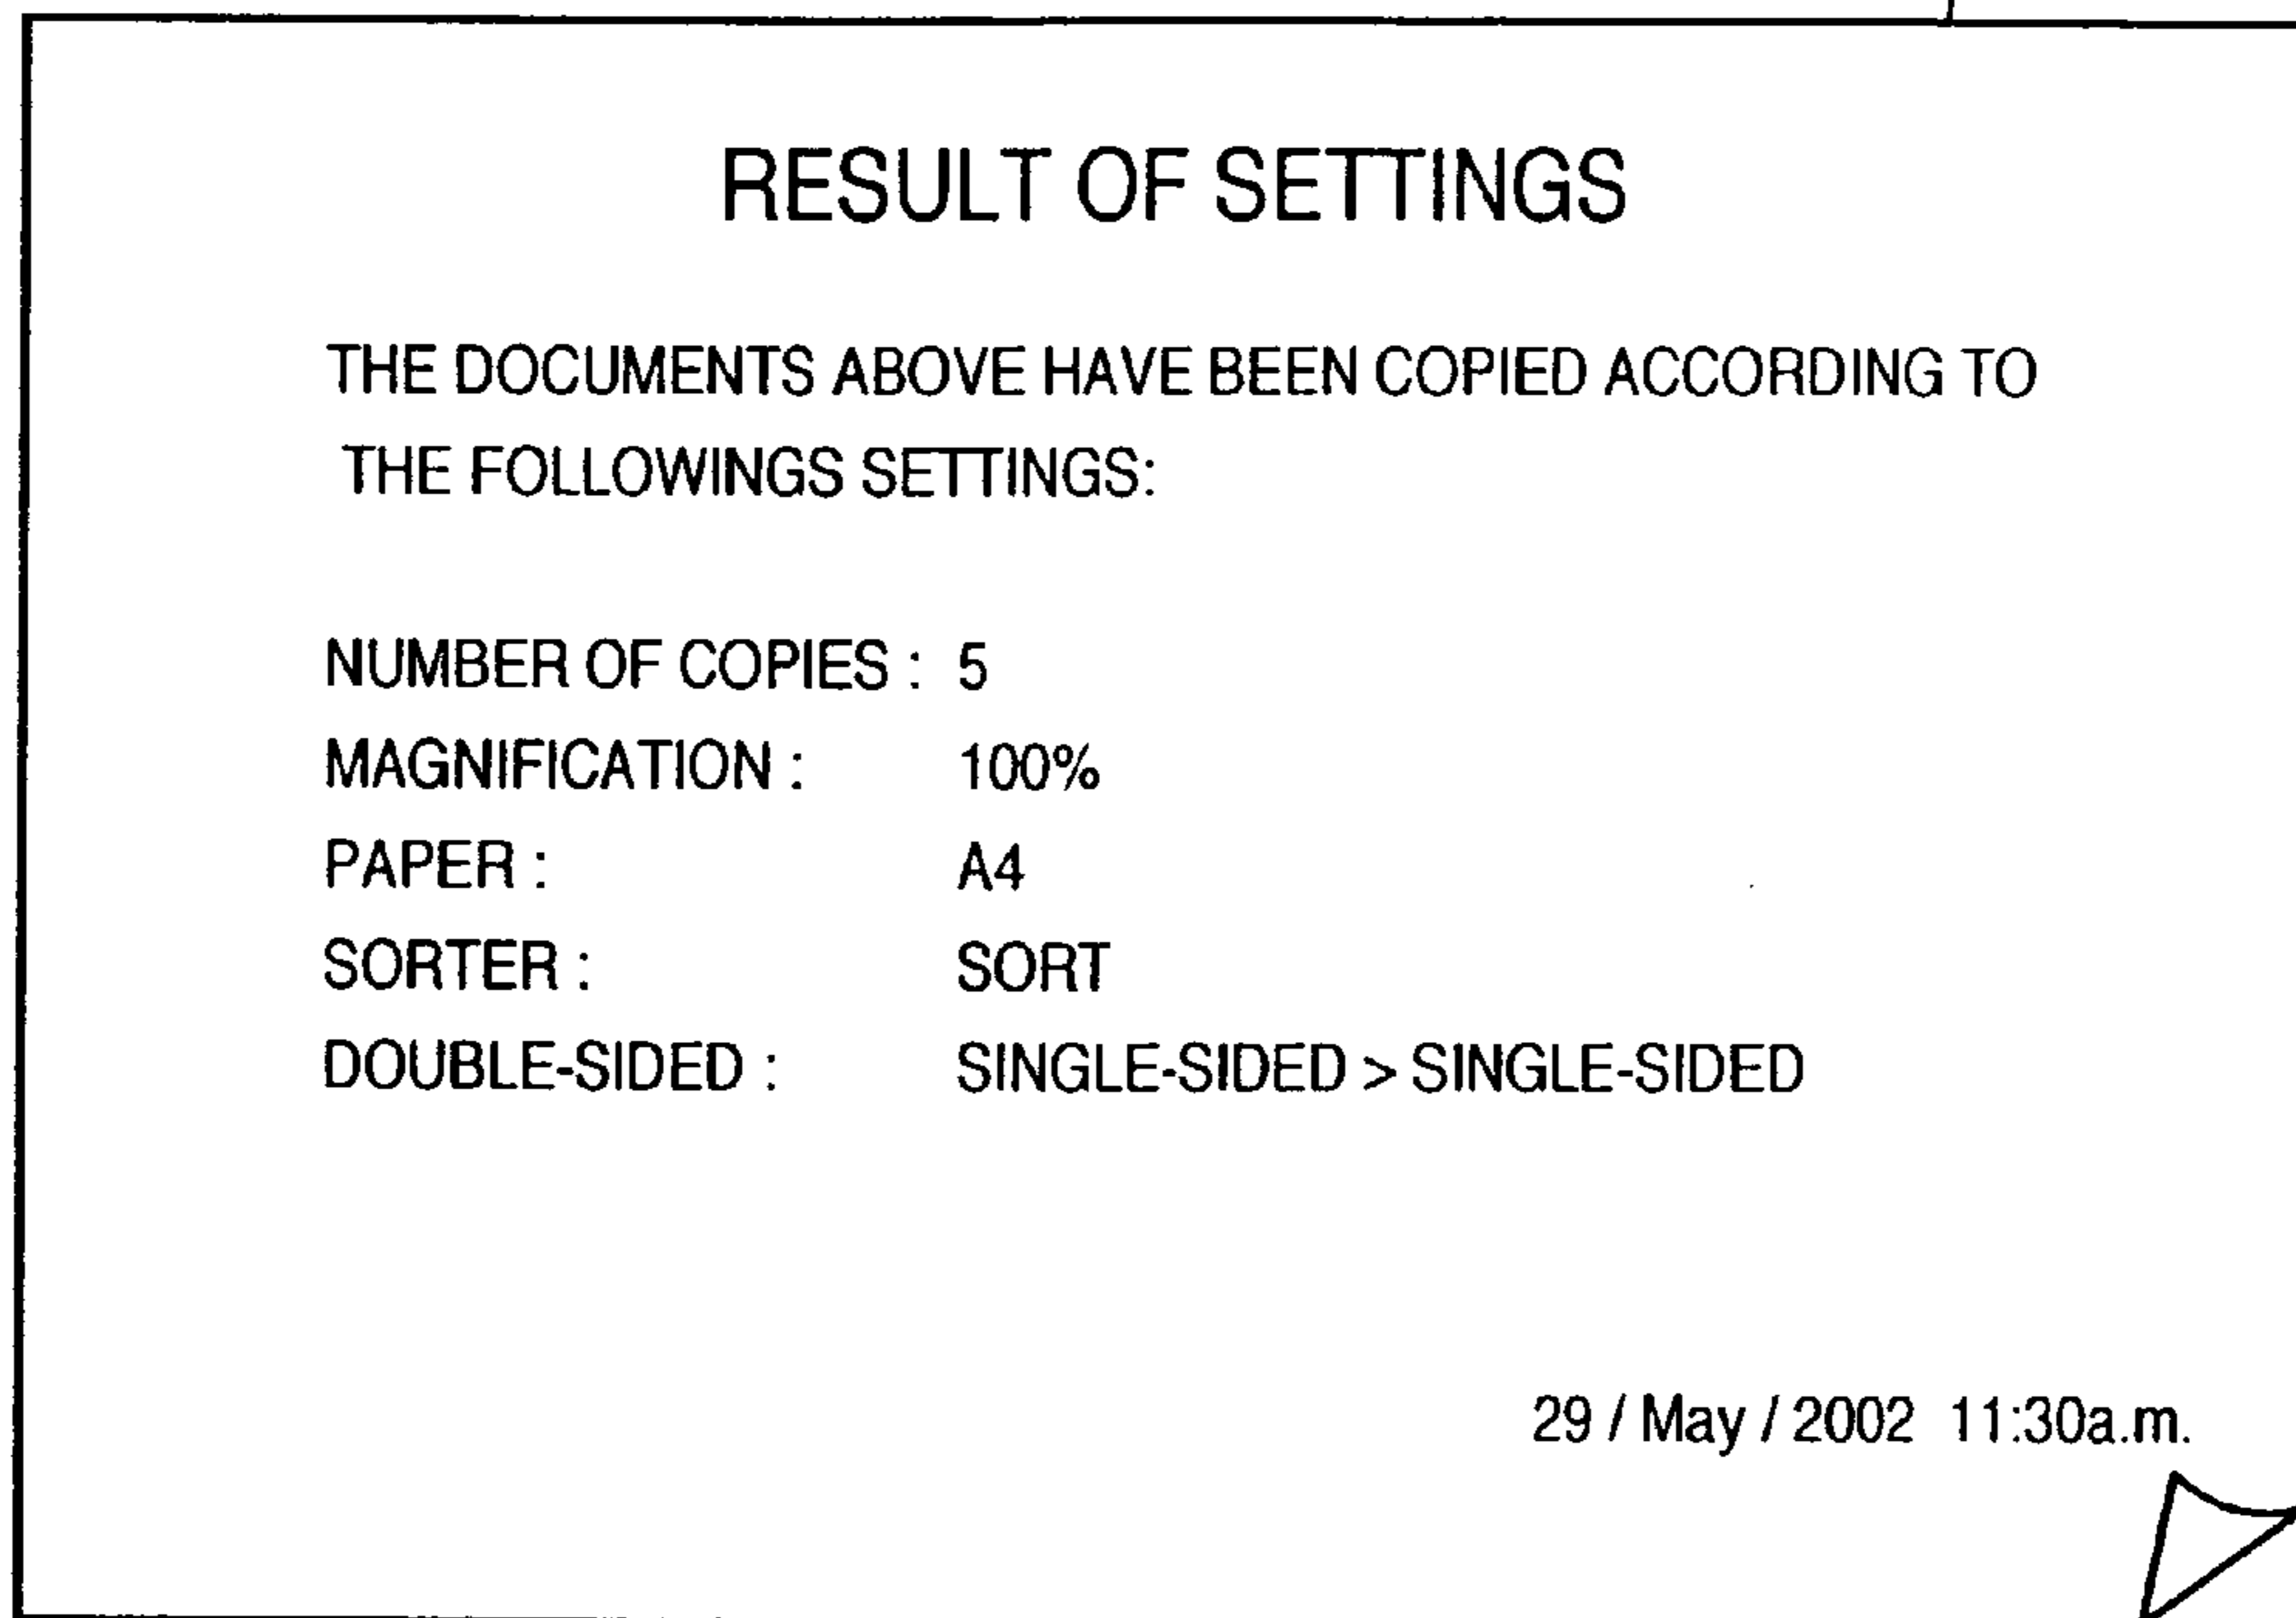 RESULT OF SETTINGS
THE DOCUMENTS ABOVE HAVE BEEN COPIED ACCORDING TO
THE FOLLOWINGS SETTINGS:
NUMBER OF COPIES : 5
MAGNIFICATION : 100%
PAPER : A4
SORTER : SORT
DOUBLE-SIDED : SINGLE-SIDED > SINGLE-SIDED
29 / May / 2002 11:30a.m.